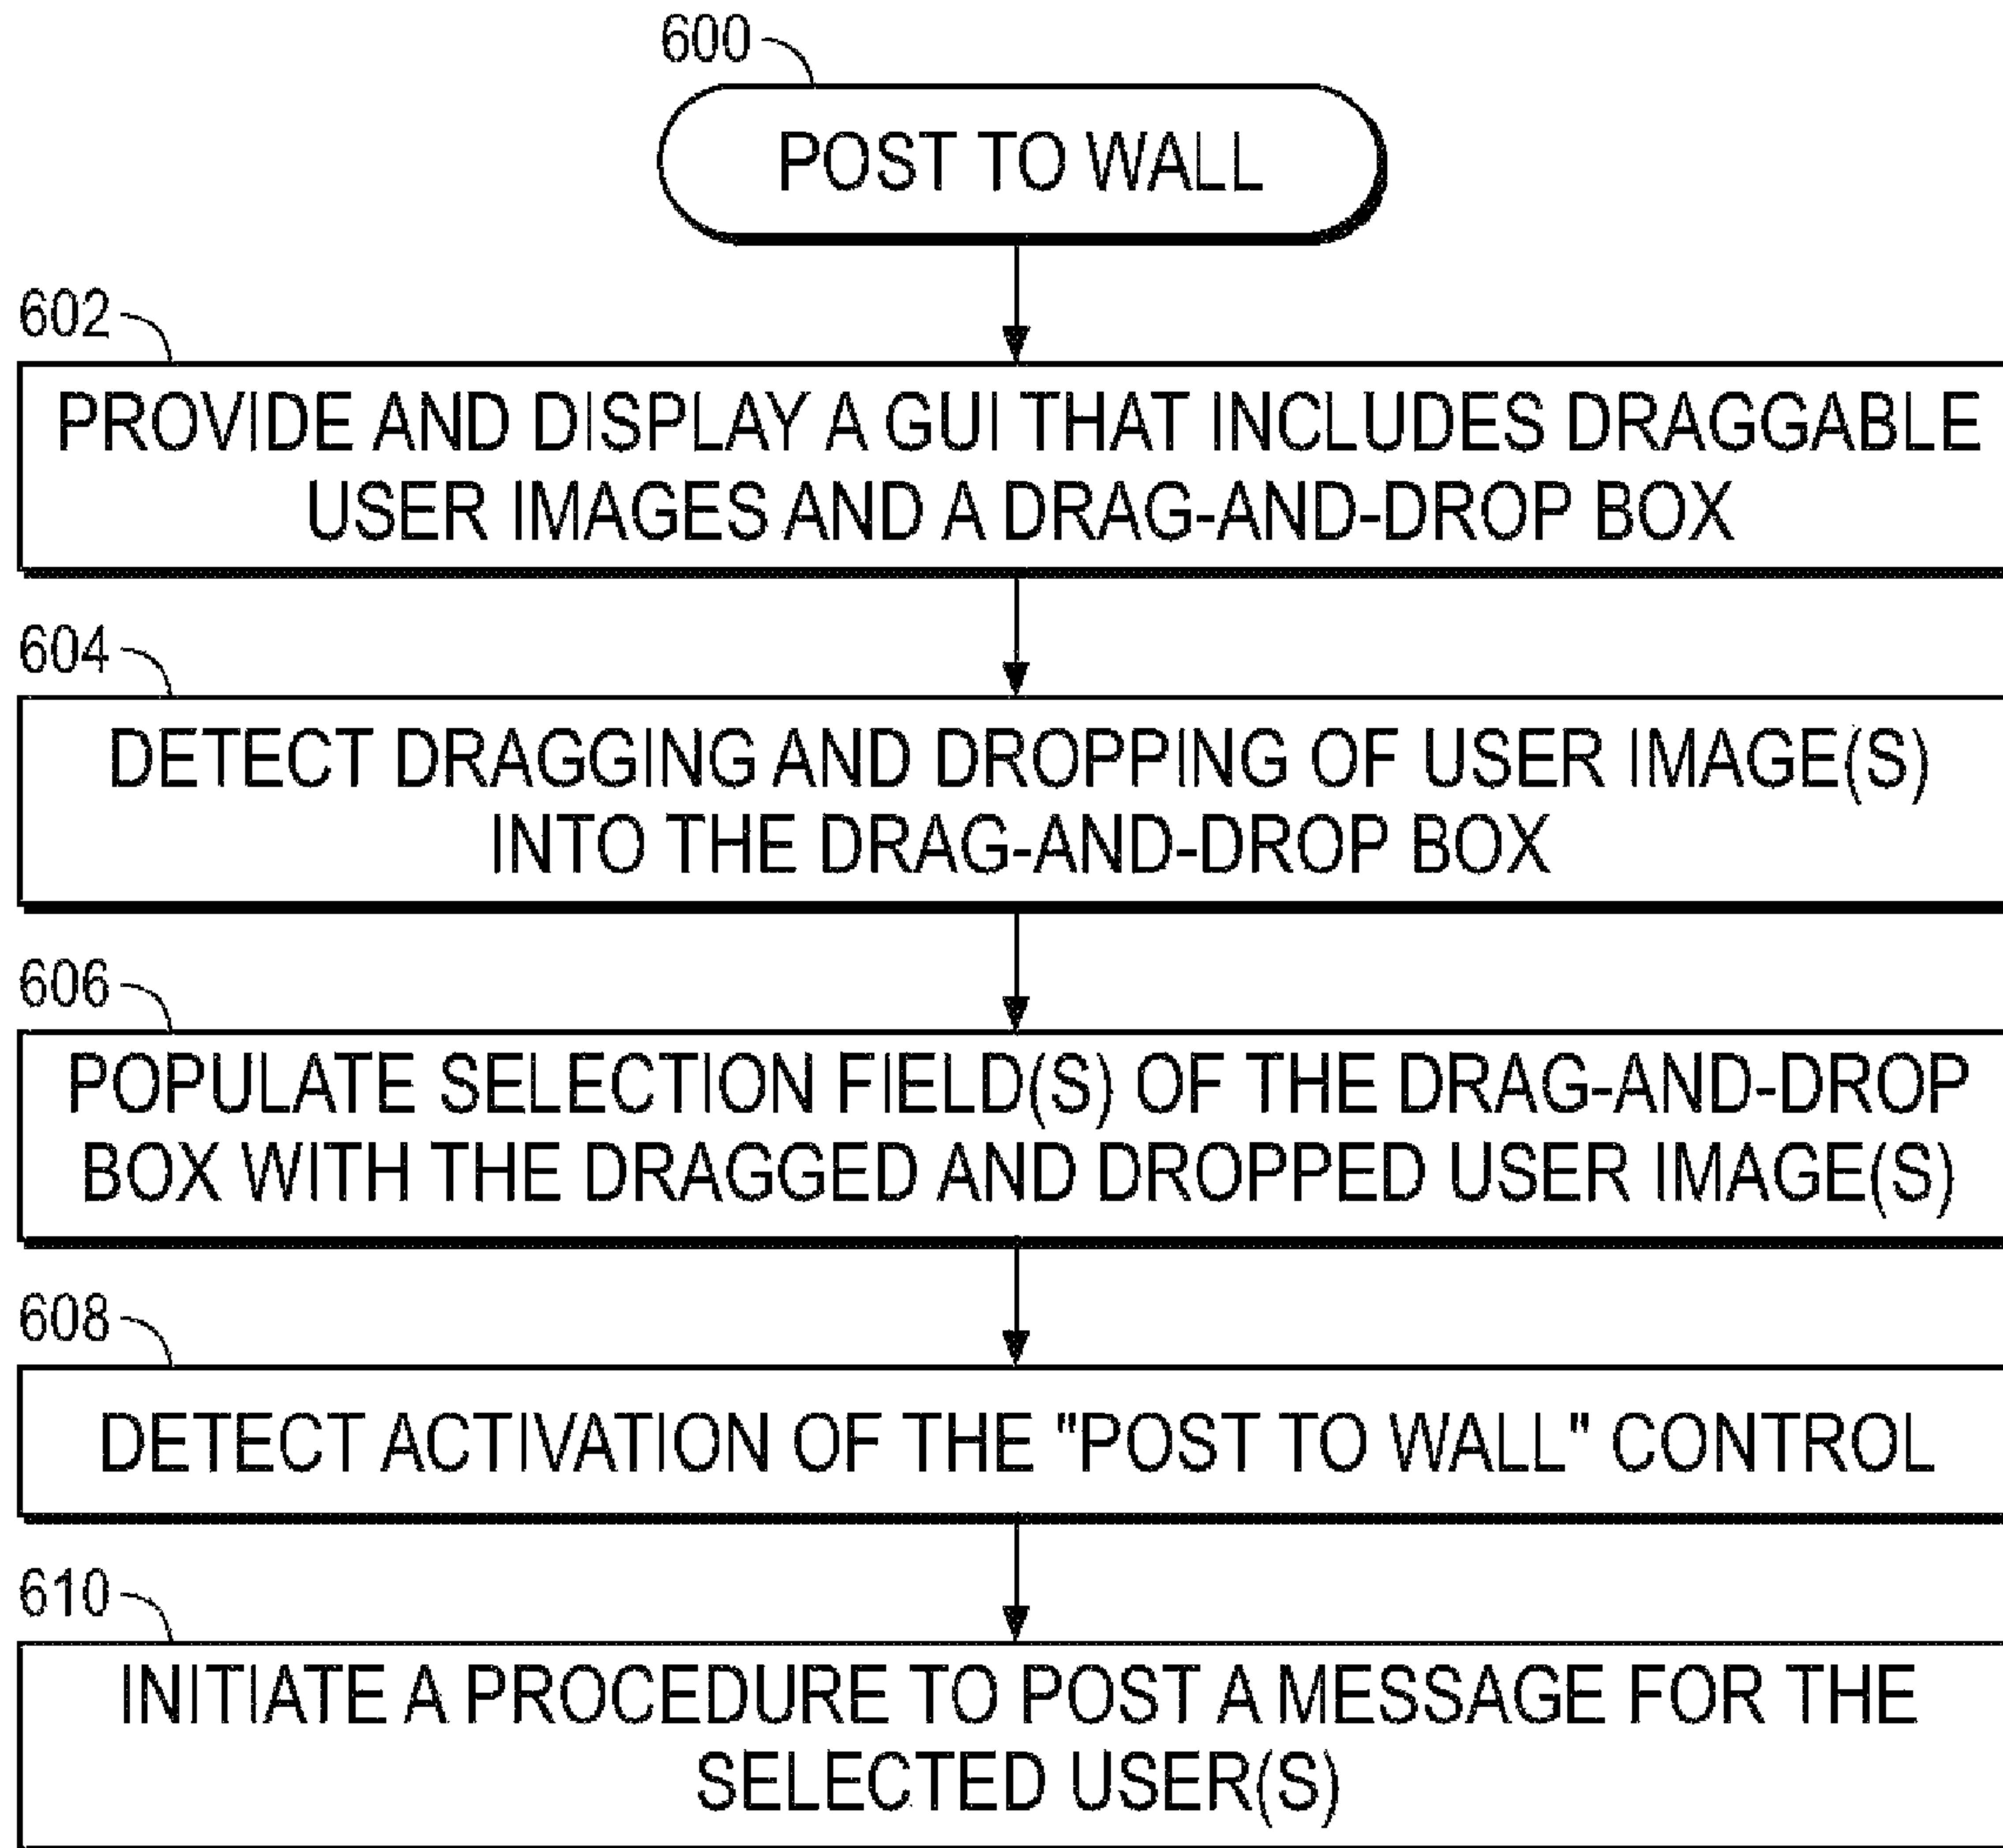 600
POST TO WALL
602
PROVIDE AND DISPLAY A GUI THAT INCLUDES DRAGGABLE
USER IMAGES AND A DRAG-AND-DROP BOX
604
DETECT DRAGGING AND DROPPING OF USER IMAGE(S)
INTO THE DRAG-AND-DROP BOX
606
POPULATE SELECTION FIELD(S) OF THE DRAG-AND-DROP
BOX WITH THE DRAGGED AND DROPPED USER IMAGE(S)
608
DETECT ACTIVATION OF THE "POST TO WALL" CONTROL
610
INITIATE A PROCEDURE TO POST A MESSAGE FOR THE
SELECTED USER(S)